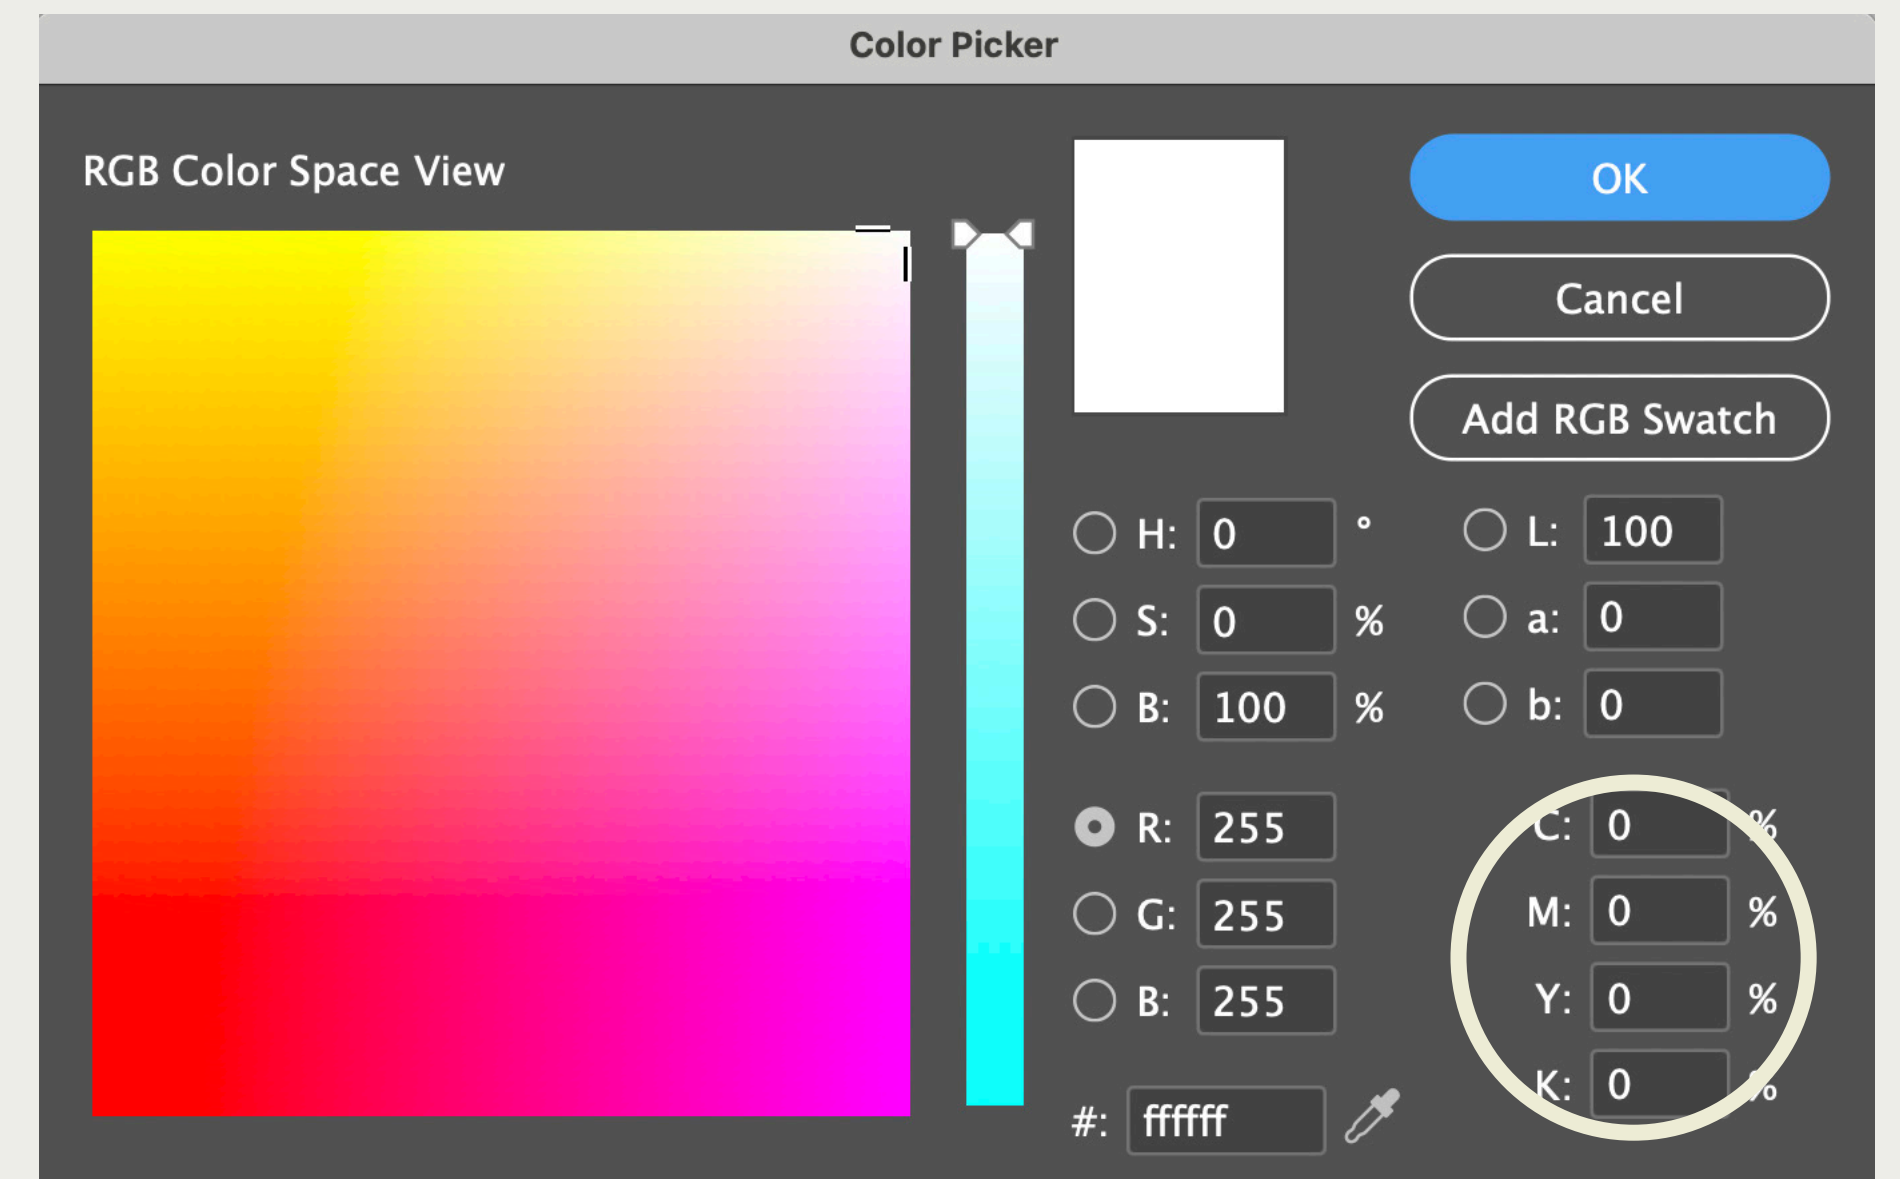 Color Picker
RGB Color Space View
OK
Cancel
Add RGB Swatch
H: 0 °
S: 0 %
B: 100 %
L: 100
a: 0
b: 0
R: 255
G: 255
B: 255
#: ffffff
C: 0 %
M: 0 %
Y: 0 %
K: 0 %